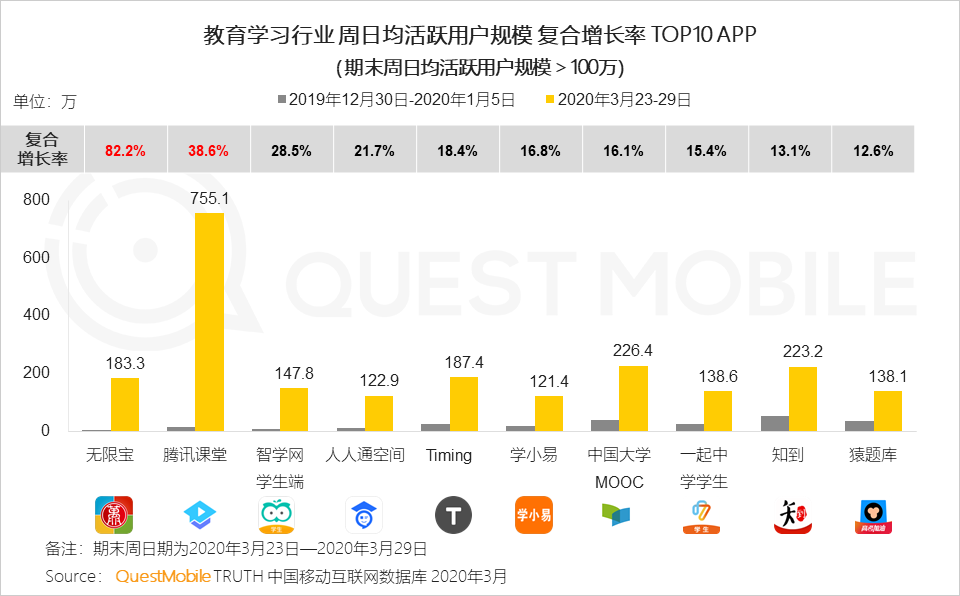 教育学习行业 周日均活跃用户规模 复合增长率 TOP10 APP
(期末周日均活跃用户规模 > 100万)
单位：万
2019年12月30日-2020年1月5日
2020年3月23-29日
复合
增长率
82.2% 38.6% 28.5% 21.7% 18.4% 16.8% 16.1% 15.4% 13.1% 12.6%
QUEST MOBILE
800
600
400
200
0
183.3 755.1 147.8 122.9 187.4 121.4 226.4 138.6 223.2 138.1
无限宝 腾讯课堂 智学网 人人通空间 Timing 学小易 中国大学 一起中 知到 猿题库
学生端 MOOC 学学生
萬 学生 T 学小易 学生 知到
备注：期末周日期为2020年3月23日—2020年3月29日
Source： QuestMobile TRUTH 中国移动互联网数据库 2020年3月